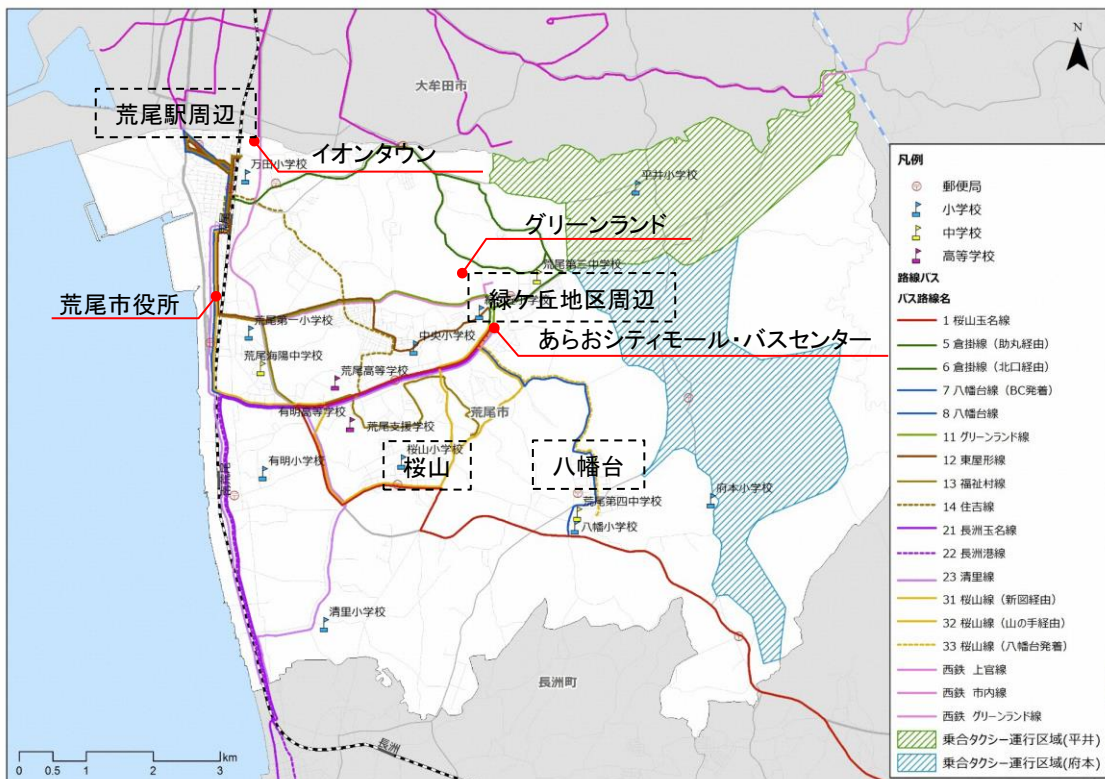 N
大牟田市
荒尾駅周辺
イオンタウン
万田小学校
平井小学校
グリーンランド
荒尾第三中学校
緑ケ丘地区周辺
荒尾市役所
荒尾第一小学校
中央小学校
あらおシティモール・バスセンター
荒尾海陽中学校
荒尾高等学校
有明高等学校
荒尾市
荒尾支援学校
桜山小学校
桜山
八幡台
有明小学校
荒尾第四中学校
府本小学校
八幡小学校
清里小学校
長洲町
長洲
0 0.5 1 2 3 km
凡例
郵便局
小学校
中学校
高等学校
路線バス
バス路線名
1 桜山玉名線
5 倉掛線（助丸経由）
6 倉掛線（北口経由）
7 八幡台線（BC発着）
8 八幡台線
11 グリーンランド線
12 東屋形線
13 福祉村線
14 住吉線
21 長洲玉名線
22 長洲港線
23 清里線
31 桜山線（新図経由）
32 桜山線（山の手経由）
33 桜山線（八幡台発着）
西鉄 上官線
西鉄 市内線
西鉄 グリーンランド線
乗合タクシー運行区域(平井)
乗合タクシー運行区域(府本)